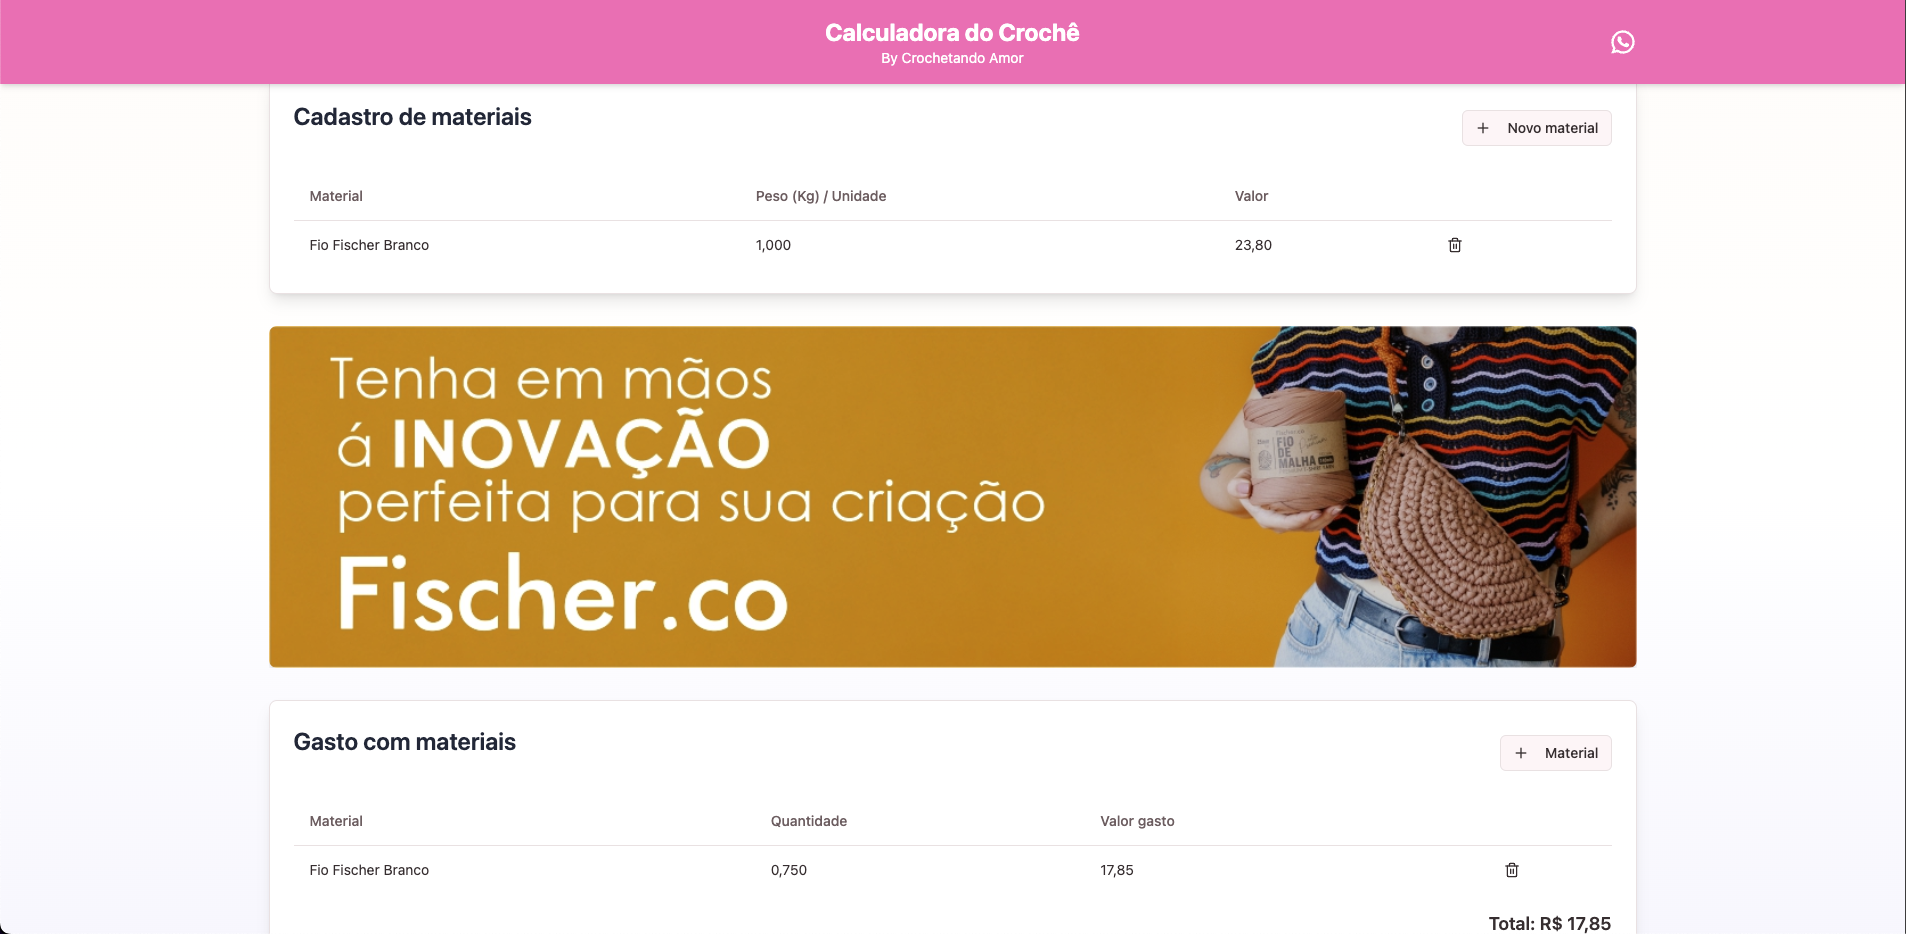 Calculadora do Crochê
By Crochetando Amor
Cadastro de materiais
Novo material
Material Peso (Kg) / Unidade Valor
Fio Fischer Branco 1,000 23,80
Tenha em mãos
á INOVAÇÃO
perfeita para sua criação
Fischer.co
FIO
DE
MALHA
Gasto com materiais
Material
Material Quantidade Valor gasto
Fio Fischer Branco 0,750 17,85
Total: R$ 17,85